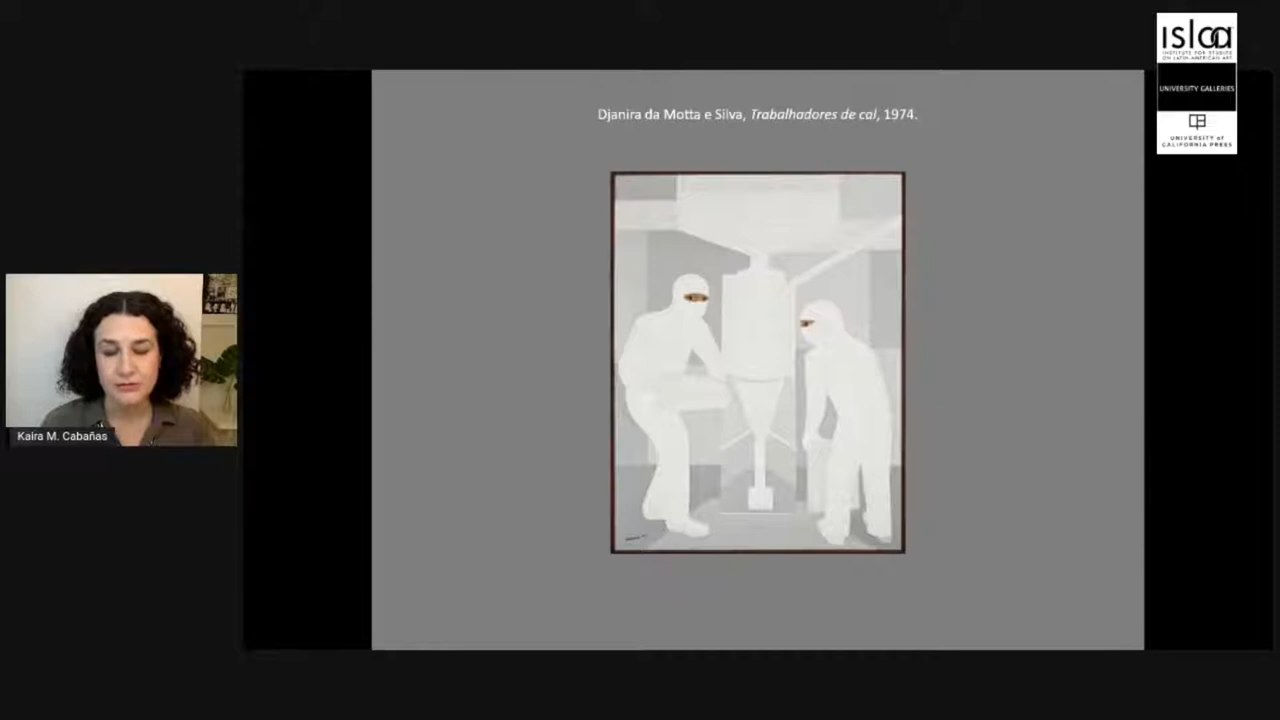 Djanira da Motta e Silva, Trabalhadores de cal, 1974.
islaa
INSTITUTE FOR STUDIES
ON LATIN AMERICAN ART
UNIVERSITY GALLERIES
UNIVERSITY of
CALIFORNIA PRESS
Kaira M. Cabañas